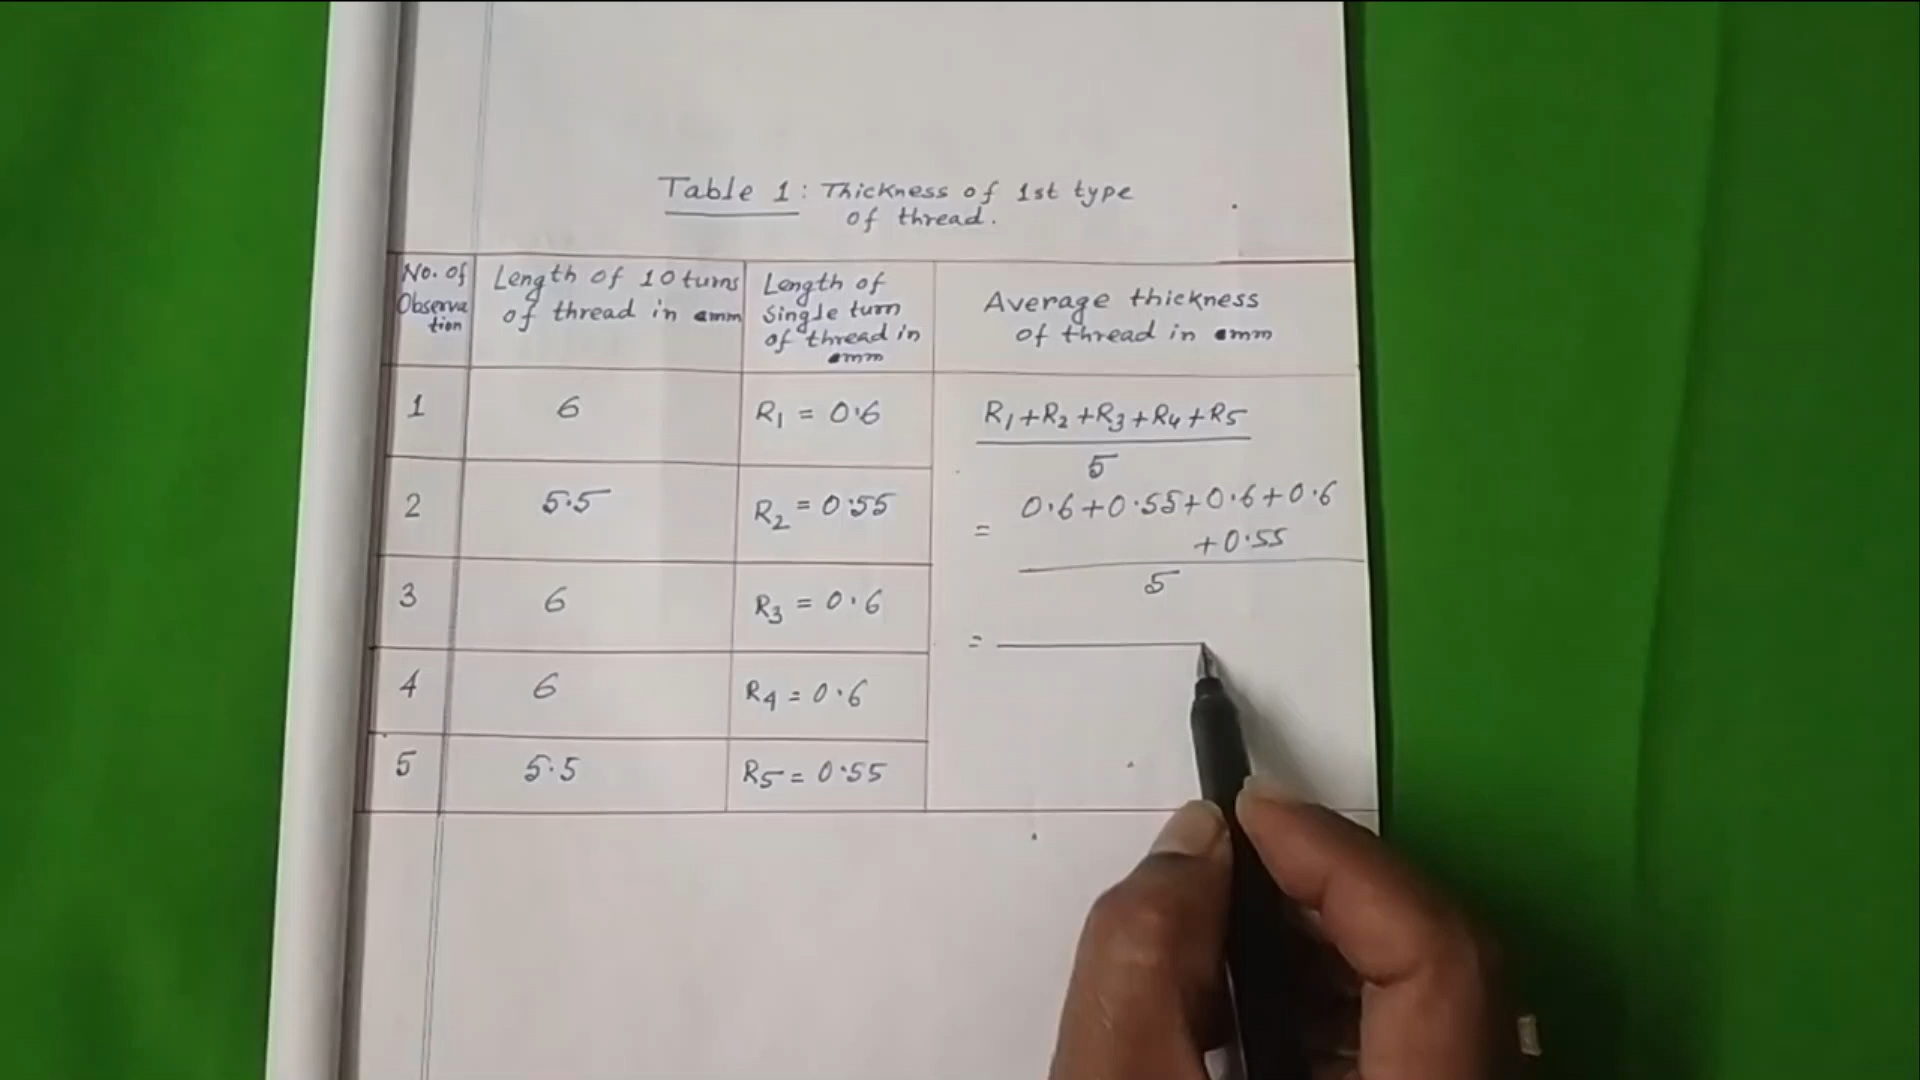 Table 1: Thickness of 1st type
of thread.
No. of
Observa
tion
Length of 10 turns
of thread in mm
Length of
Single turn
of thread in
mm
Average thickness
of thread in mm
1
6
R₁ = 0.6
2
5.5
R₂ = 0.55
3
6
R₃ = 0.6
4
6
R₄ = 0.6
5
5.5
R₅ = 0.55
R₁+R₂+R₃+R₄+R₅
5
= 0.6+0.55+0.6+0.6
+0.55
5
=